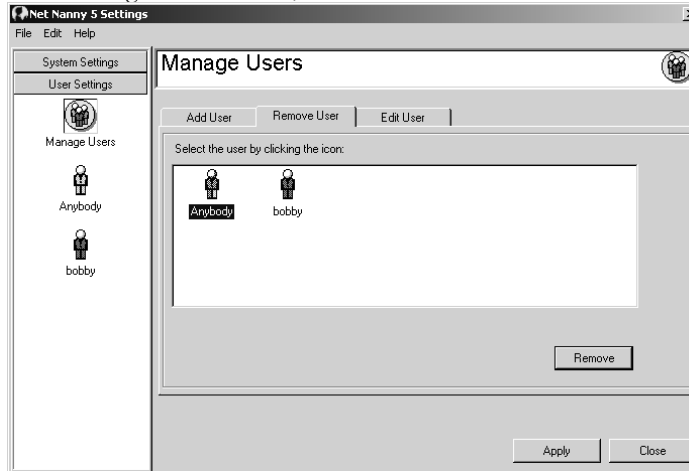 Net Nanny 5 Settings
File Edit Help
System Settings
User Settings
Manage Users
Anybody
bobby
Manage Users
Add User Remove User Edit User
Select the user by clicking the icon:
Anybody bobby
Remove
Apply Close